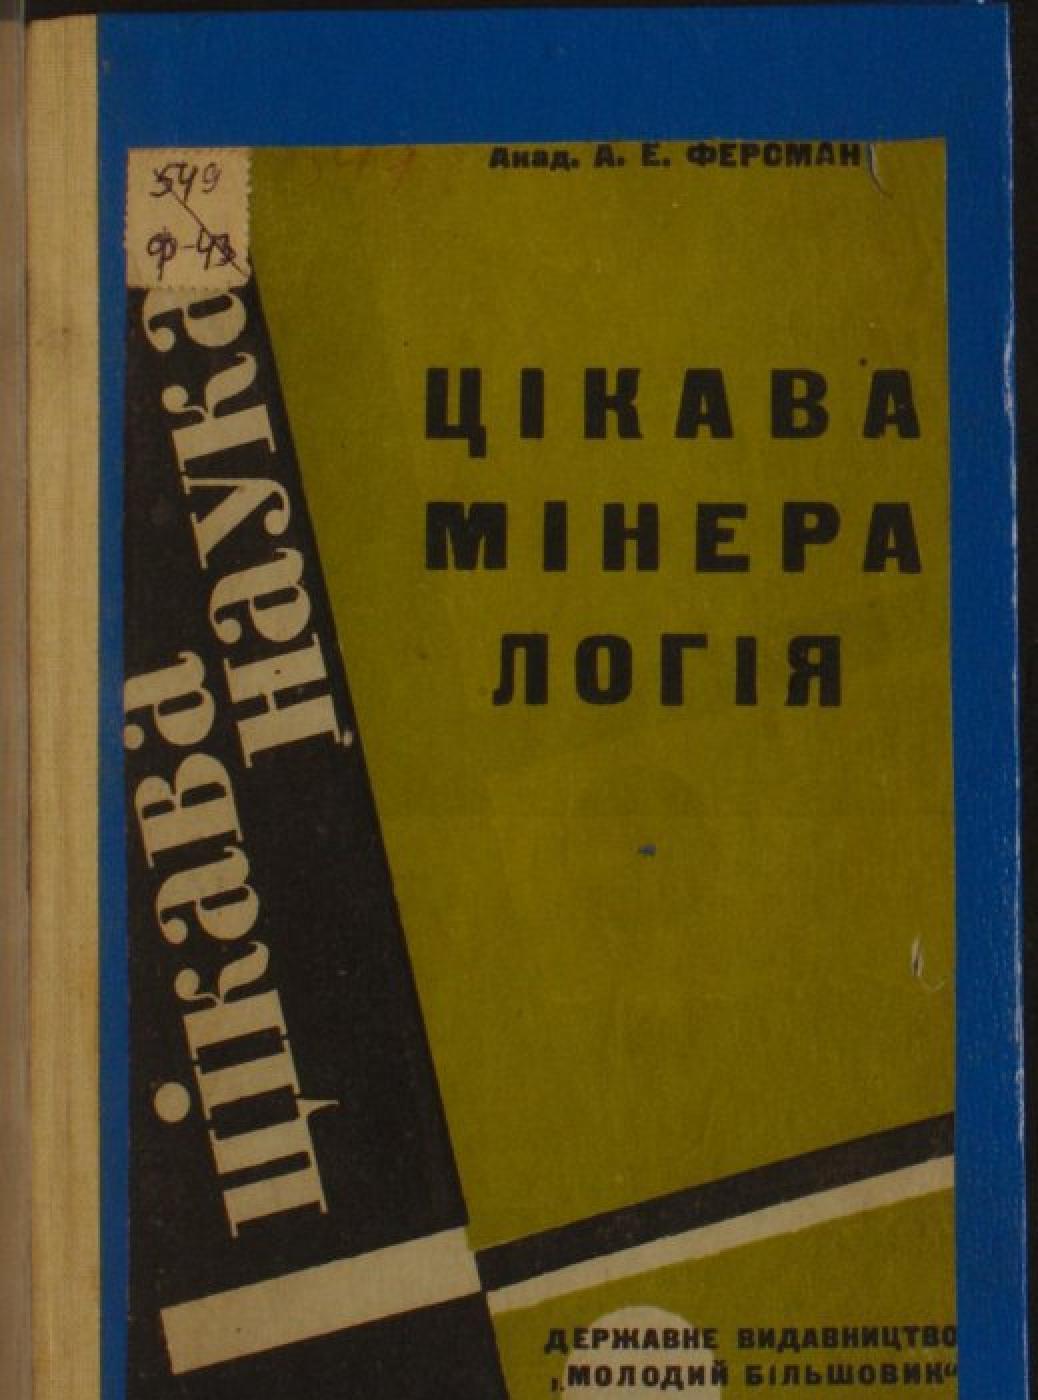 Акад. А. Е. ФЕРСМАН
549
Ф-43
ЦІКАВА
МІНЕРА
ЛОГІЯ
Цікава
Наука
ДЕРЖАВНЕ ВИДАВНИЦТВО
„МОЛОДИЙ БІЛЬШОВИК“